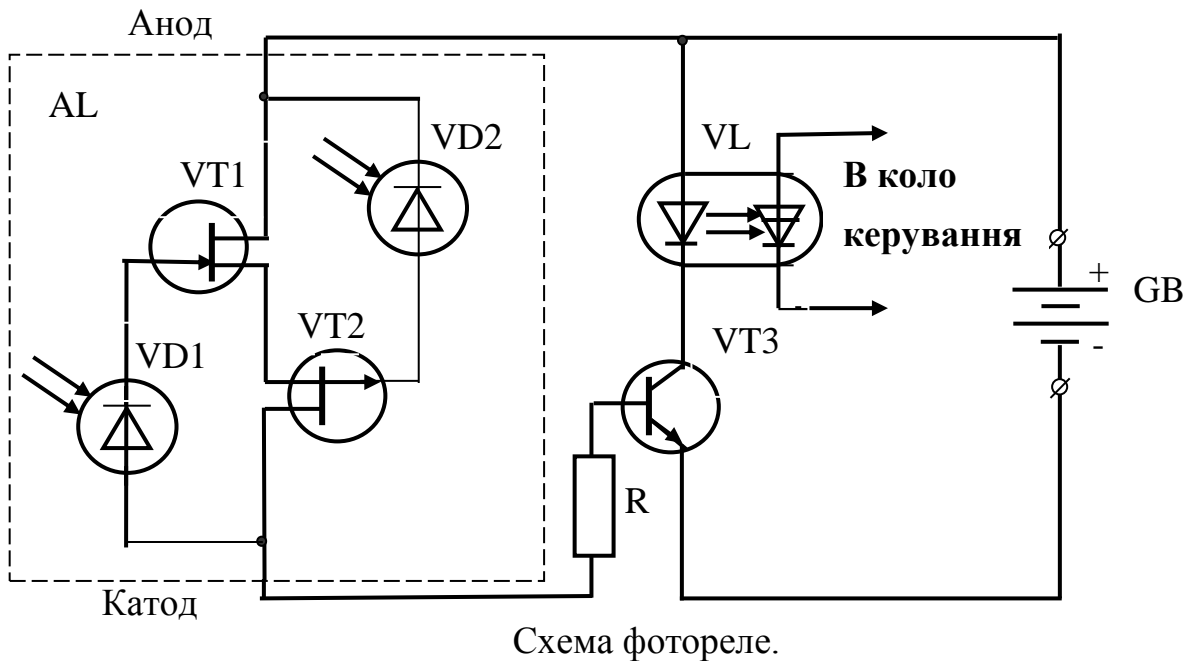 Анод
AL
VD2
VT1
VL
В коло
керування
+
GB
-
VT2
VD1
VT3
R
Катод
Схема фотореле.